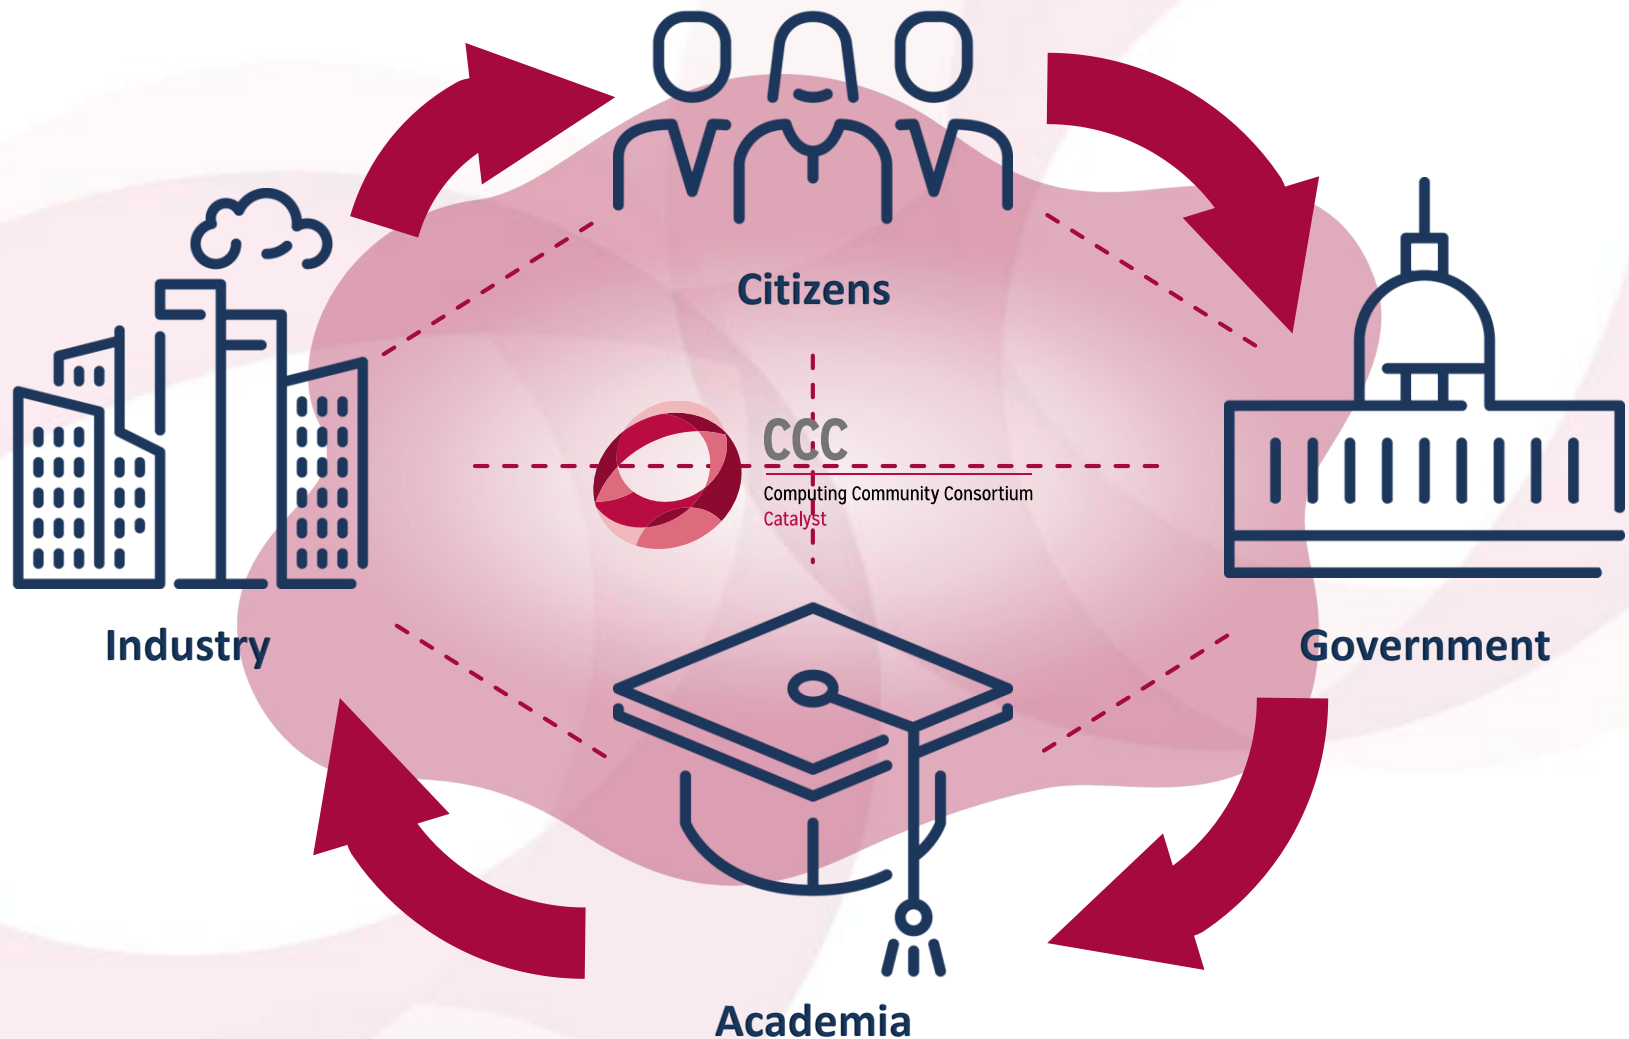 Citizens
CCC
Computing Community Consortium
Catalyst
Industry
Government
Academia